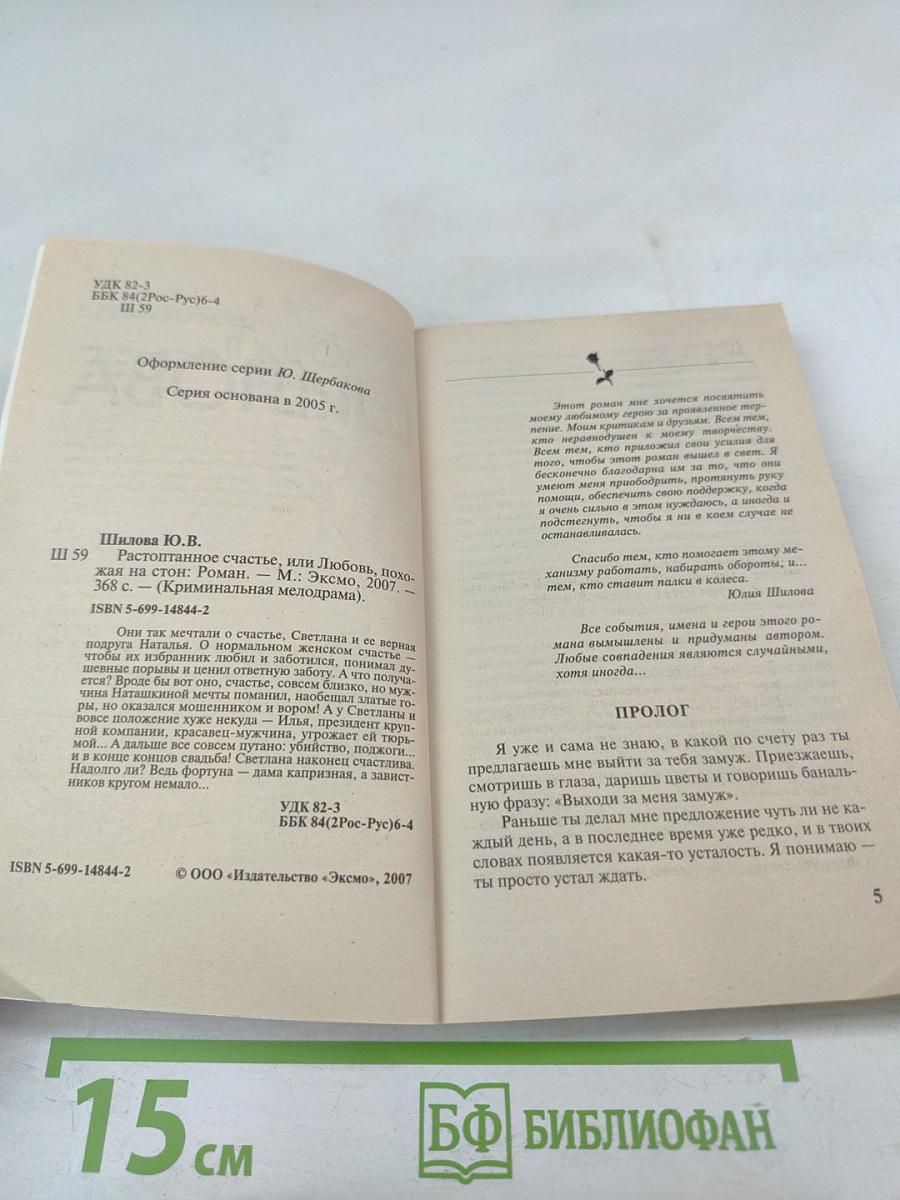 УДК 82-3
ББК 84(2Рос-Рус)6-4
Ш 59
Оформление серии Ю. Щербакова
Серия основана в 2005 г.
Шилова Ю.В.
Ш 59 Растоптанное счастье, или Любовь, похо-
жая на стон: Роман. — М.: Эксмо, 2007. —
368 с. — (Криминальная мелодрама).
ISBN 5-699-14844-2
Они так мечтали о счастье, Светлана и ее верная
подруга Наталья. О нормальном женском счастье —
чтобы их избранник любил и заботился, понимал ду-
шевные порывы и ценил ответную заботу. А что получа-
ется? Вроде бы вот оно, счастье, совсем близко, но муж-
чина Наташкиной мечты поманил, наобещал златые го-
ры, но оказался мошенником и вором! А у Светланы и
вовсе положение хуже некуда — Илья, президент круп-
ной компании, красавец-мужчина, угрожает ей тюрь-
мой... А дальше все совсем путано: убийство, поджоги...
и в конце концов свадьба! Светлана наконец счастлива.
Надолго ли? Ведь фортуна — дама капризная, а завист-
ников кругом немало...
УДК 82-3
ББК 84(2Рос-Рус)6-4
ISBN 5-699-14844-2
© ООО «Издательство «Эксмо», 2007
Этот роман мне хочется посвятить
моему любимому герою за проявленное тер-
пение. Моим критикам и друзьям. Всем тем,
кто неравнодушен к моему творчеству.
Всем тем, кто приложил свои усилия для
того, чтобы этот роман вышел в свет. Я
бесконечно благодарна им за то, что они
умеют меня приободрить, протянуть руку
помощи, обеспечить свою поддержку, когда
я очень сильно в этом нуждаюсь, а иногда и
подстегнуть, чтобы я ни в коем случае не
останавливалась.
Спасибо тем, кто помогает этому ме-
ханизму работать, набирать обороты, и...
тем, кто ставит палки в колеса.
Юлия Шилова
Все события, имена и герои этого ро-
мана вымышлены и придуманы автором.
Любые совпадения являются случайными,
хотя иногда...
ПРОЛОГ
Я уже и сама не знаю, в какой по счету раз ты
предлагаешь мне выйти за тебя замуж. Приезжаешь,
смотришь в глаза, даришь цветы и говоришь баналь-
ную фразу: «Выходи за меня замуж».
Раньше ты делал мне предложение чуть ли не ка-
ждый день, а в последнее время уже редко, и в твоих
словах появляется какая-то усталость. Я понимаю —
ты просто устал ждать.
5
15 см
БФ БИБЛИОФАН